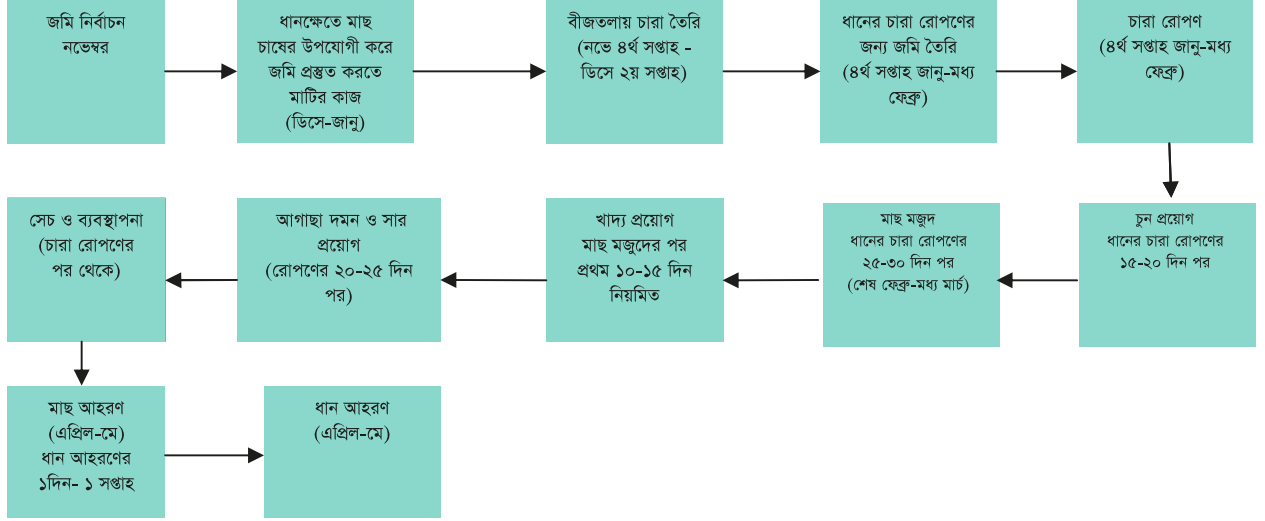 জমি নির্বাচন
নভেম্বর
ধানক্ষেতে মাছ
চাষের উপযোগী করে
জমি প্রস্তুত করতে
মাটির কাজ
(ডিসে-জানু)
বীজতলায় চারা তৈরি
(নভে ৪র্থ সপ্তাহ -
ডিসে ২য় সপ্তাহ)
ধানের চারা রোপণের
জন্য জমি তৈরি
(৪র্থ সপ্তাহ জানু-মধ্য
ফেব্রু)
চারা রোপণ
(৪র্থ সপ্তাহ জানু-মধ্য
ফেব্রু)
চুন প্রয়োগ
ধানের চারা রোপণের
১৫-২০ দিন পর
মাছ মজুদ
ধানের চারা রোপণের
২৫-৩০ দিন পর
(শেষ ফেব্রু-মধ্য মার্চ)
খাদ্য প্রয়োগ
মাছ মজুদের পর
প্রথম ১০-১৫ দিন
নিয়মিত
আগাছা দমন ও সার
প্রয়োগ
(রোপণের ২০-২৫ দিন
পর)
সেচ ও ব্যবস্থাপনা
(চারা রোপণের
পর থেকে)
মাছ আহরণ
(এপ্রিল-মে)
ধান আহরণের
১দিন- ১ সপ্তাহ
ধান আহরণ
(এপ্রিল-মে)